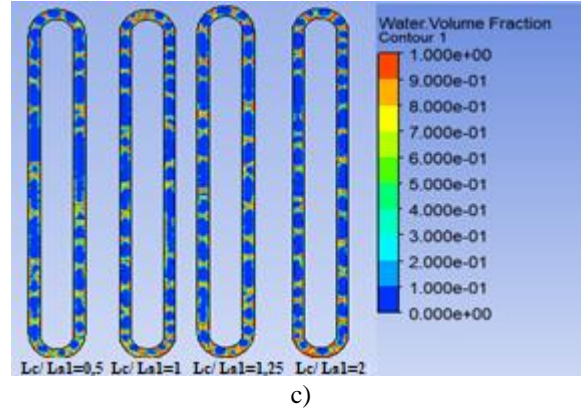 Water.Volume Fraction
Contour 1
1.000e+00
9.000e-01
8.000e-01
7.000e-01
6.000e-01
5.000e-01
4.000e-01
3.000e-01
2.000e-01
1.000e-01
0.000e+00
Lc/ La1=0,5 Lc/ La1=1 Lc/ La1=1,25 Lc/ La1=2
c)